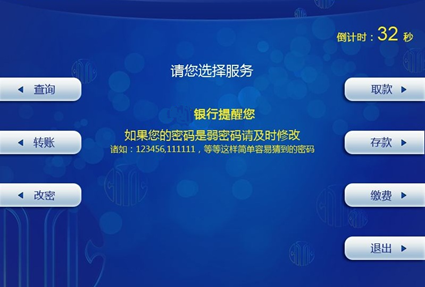 倒计时：32 秒
请您选择服务
查询
取款
银行提醒您
转账
如果您的密码是弱密码请及时修改
存款
诸如：123456,111111，等等这样简单容易猜到的密码
改密
缴费
退出